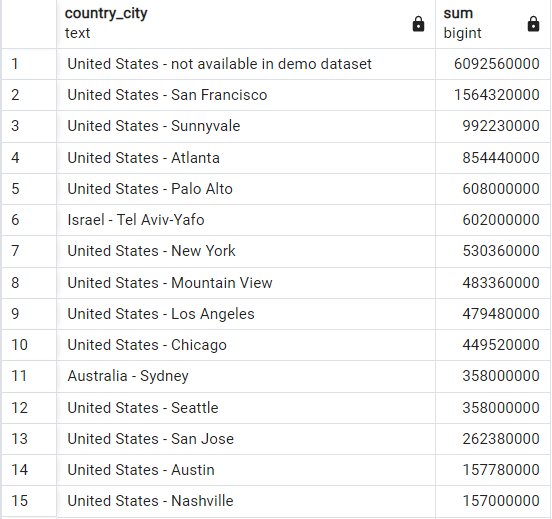 country_city sum
text bigint
1 United States - not available in demo dataset 6092560000
2 United States - San Francisco 1564320000
3 United States - Sunnyvale 992230000
4 United States - Atlanta 854440000
5 United States - Palo Alto 608000000
6 Israel - Tel Aviv-Yafo 602000000
7 United States - New York 530360000
8 United States - Mountain View 483360000
9 United States - Los Angeles 479480000
10 United States - Chicago 449520000
11 Australia - Sydney 358000000
12 United States - Seattle 358000000
13 United States - San Jose 262380000
14 United States - Austin 157780000
15 United States - Nashville 157000000